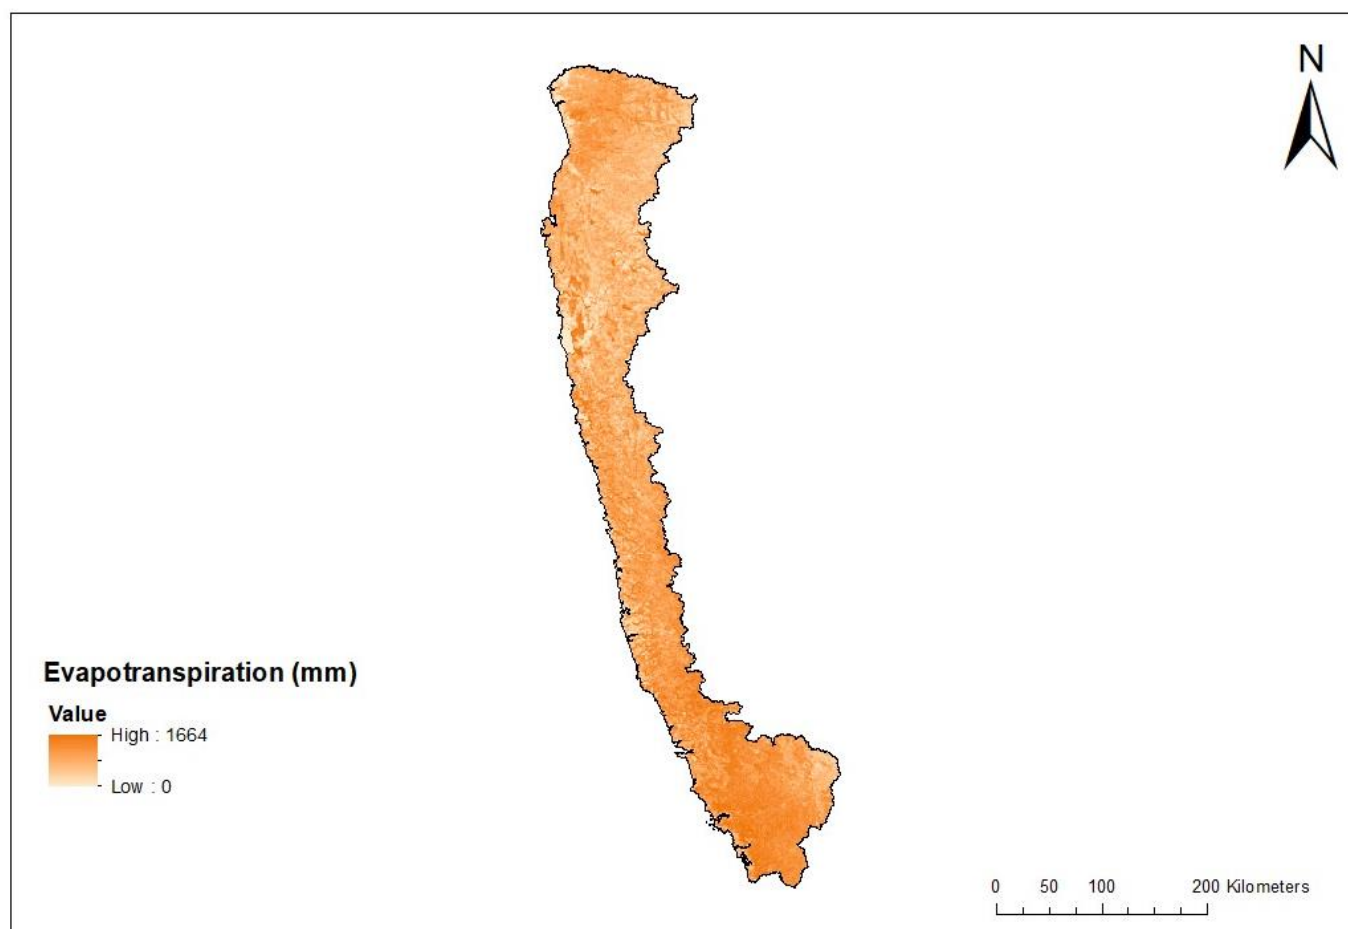 N
Evapotranspiration (mm)
Value
High : 1664
Low : 0
0 50 100 200 Kilometers